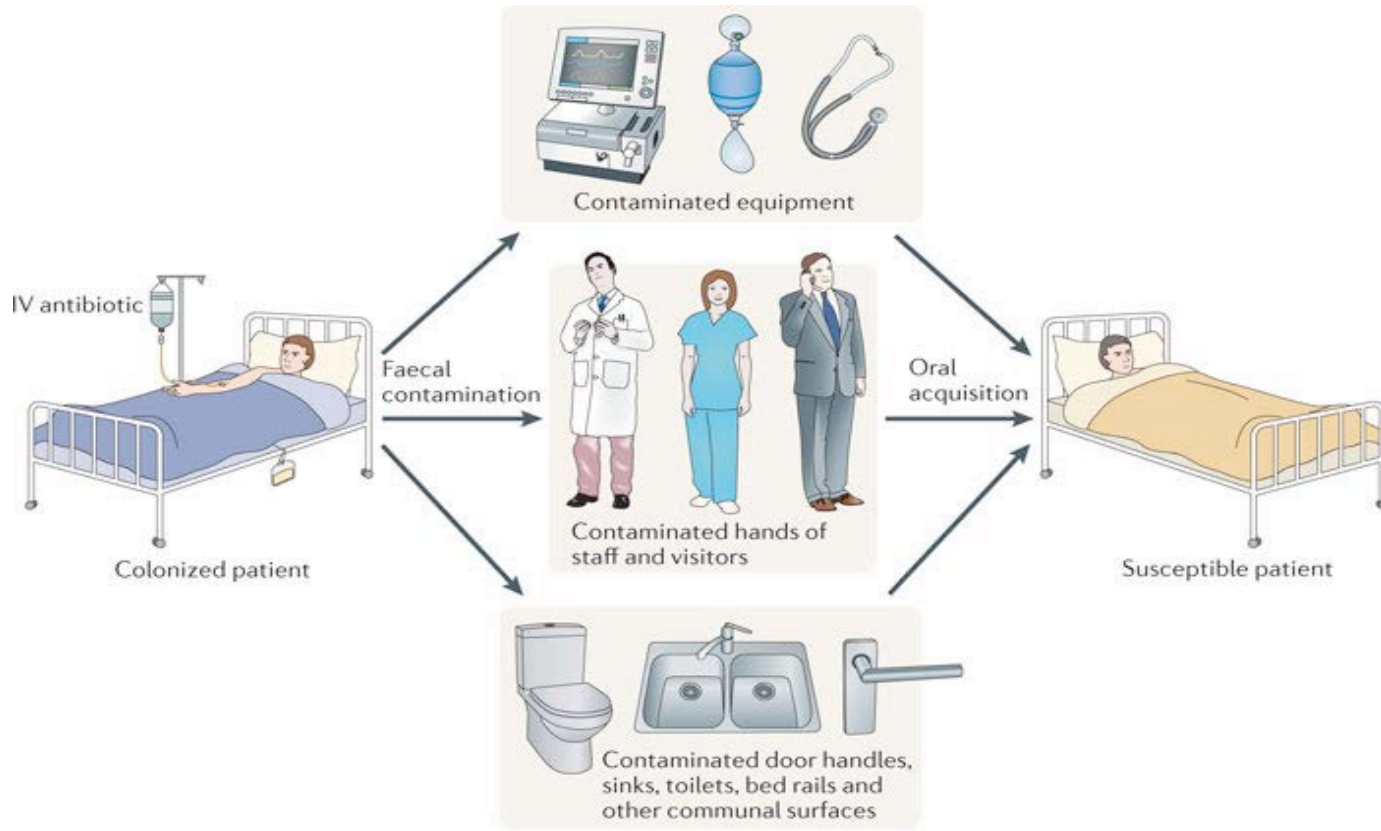 Contaminated equipment
IV antibiotic
Faecal
contamination
Oral
acquisition
Contaminated hands of
staff and visitors
Colonized patient
Susceptible patient
Contaminated door handles,
sinks, toilets, bed rails and
other communal surfaces